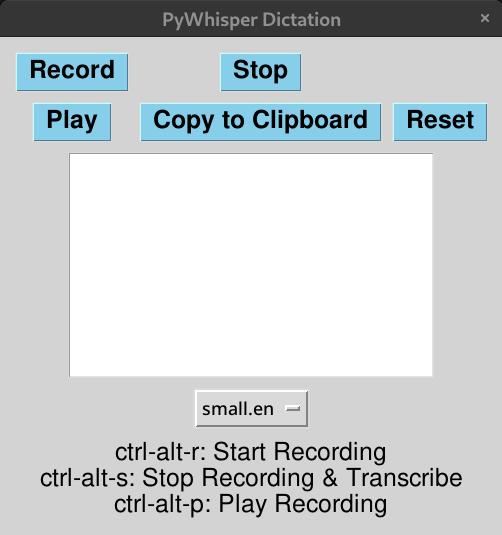 PyWhisper Dictation
Record Stop
Play Copy to Clipboard Reset
small.en
ctrl-alt-r: Start Recording
ctrl-alt-s: Stop Recording & Transcribe
ctrl-alt-p: Play Recording